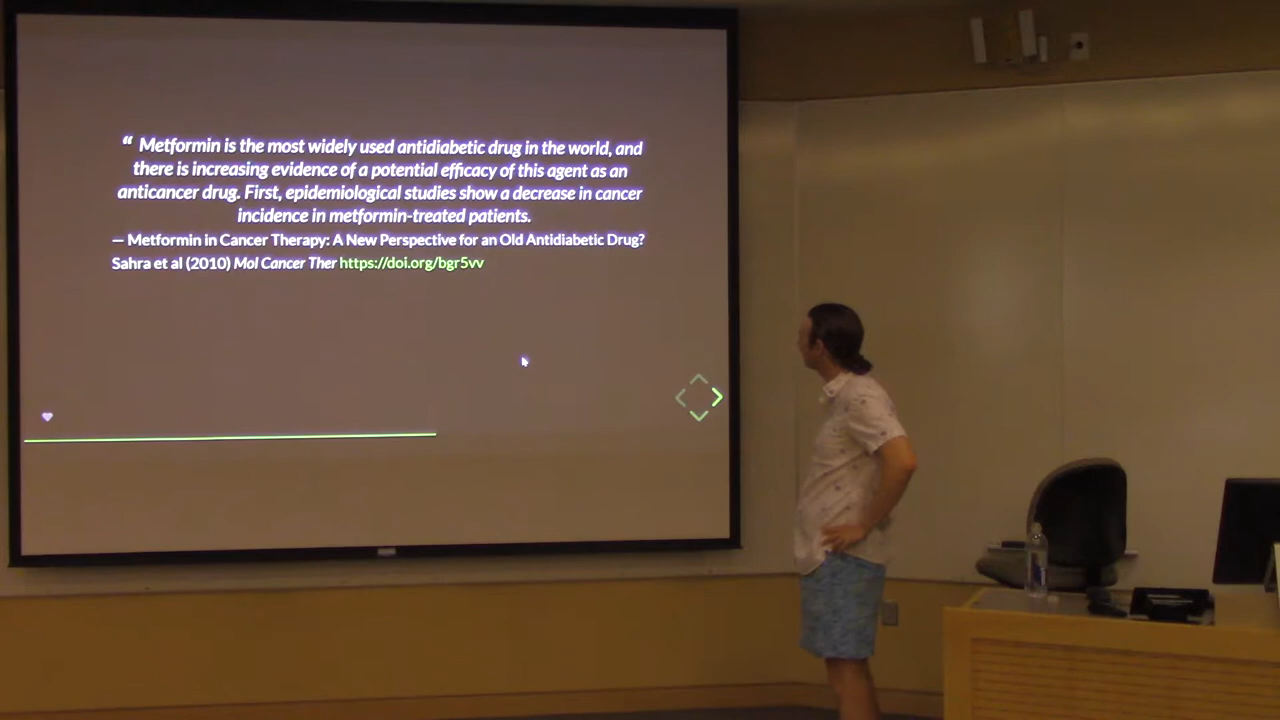 “ Metformin is the most widely used antidiabetic drug in the world, and
there is increasing evidence of a potential efficacy of this agent as an
anticancer drug. First, epidemiological studies show a decrease in cancer
incidence in metformin-treated patients.
— Metformin in Cancer Therapy: A New Perspective for an Old Antidiabetic Drug?
Sahra et al (2010) Mol Cancer Ther https://doi.org/bgr5vv